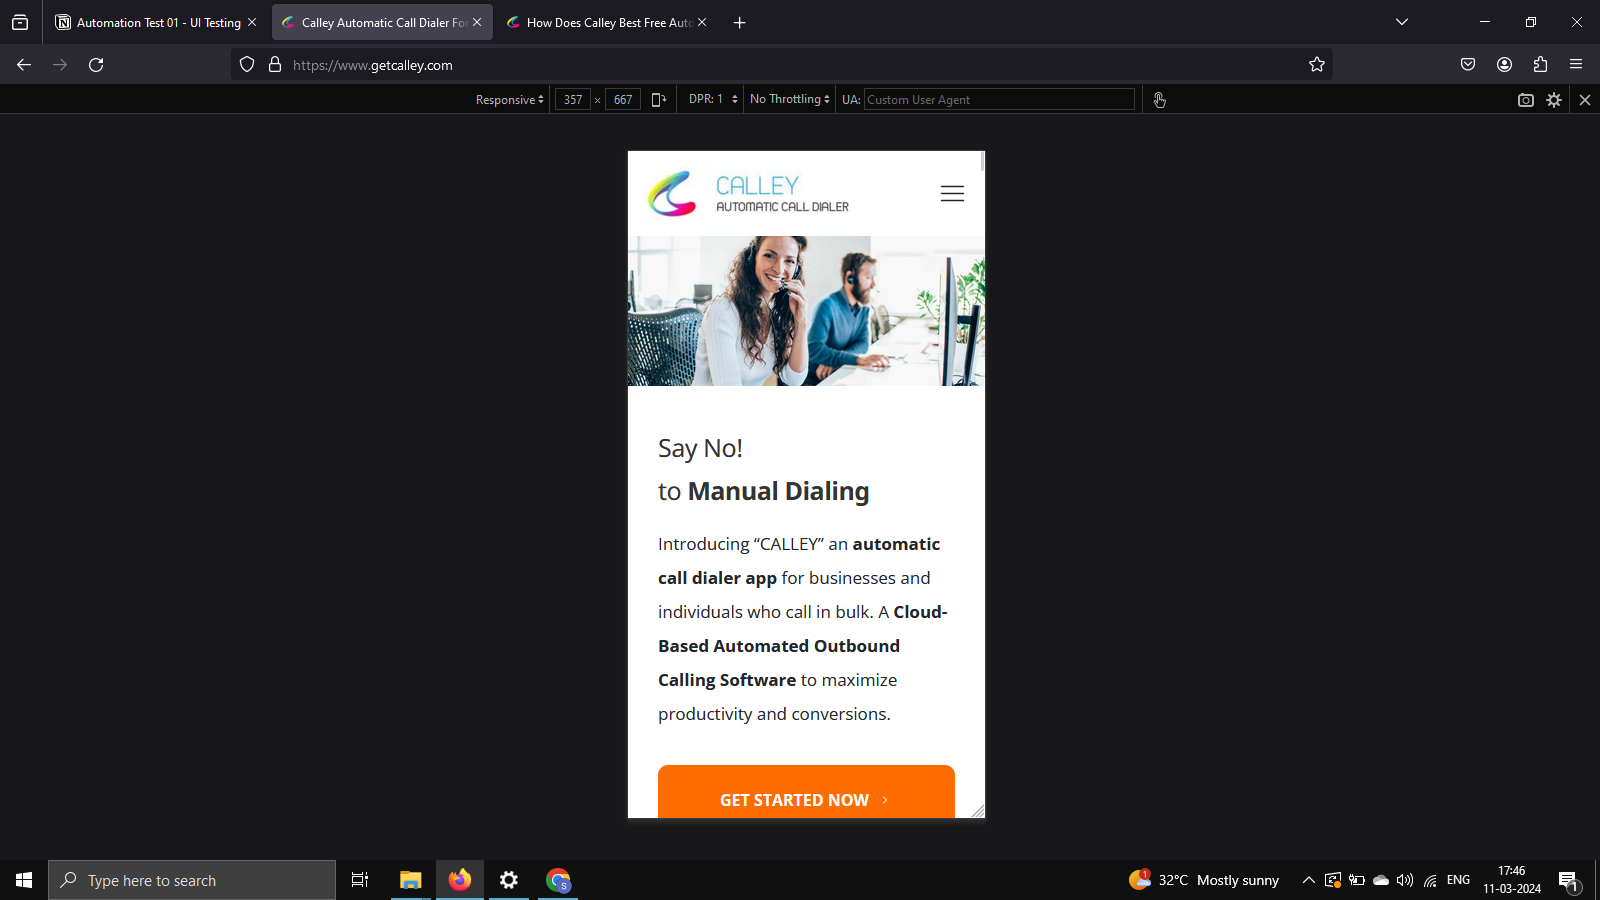 Automation Test 01 - UI Testing
Calley Automatic Call Dialer For
How Does Calley Best Free Auto
https://www.getcalley.com
Responsive
357 × 667
DPR: 1
No Throttling
UA: Custom User Agent
CALLEY
AUTOMATIC CALL DIALER
Say No!
to Manual Dialing
Introducing “CALLEY” an automatic
call dialer app for businesses and
individuals who call in bulk. A Cloud-
Based Automated Outbound
Calling Software to maximize
productivity and conversions.
GET STARTED NOW
Type here to search
S
1
32°C Mostly sunny
ENG
17:46
11-03-2024
1